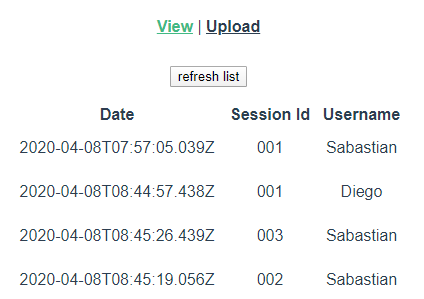 View | Upload
refresh list
Date Session Id Username
2020-04-08T07:57:05.039Z 001 Sabastian
2020-04-08T08:44:57.438Z 001 Diego
2020-04-08T08:45:26.439Z 003 Sabastian
2020-04-08T08:45:19.056Z 002 Sabastian